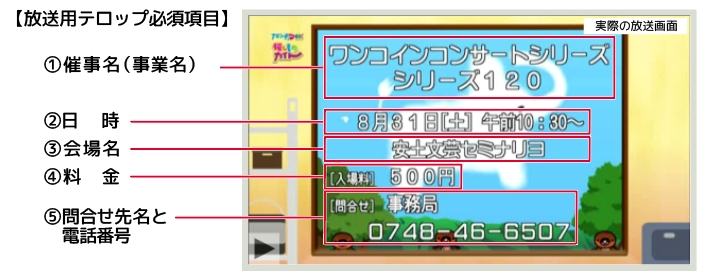 【放送用テロップ必須項目】
実際の放送画面
①催事名（事業名）
ワンコインコンサートシリーズ
シリーズ１２０
②日　時
８月３１日[土] 午前10：30～
③会場名
安土文芸セミナリヨ
④料　金
[入場料] ５００円
⑤問合せ先名と
電話番号
[問合せ] 事務局
０７４８－４６－６５０７